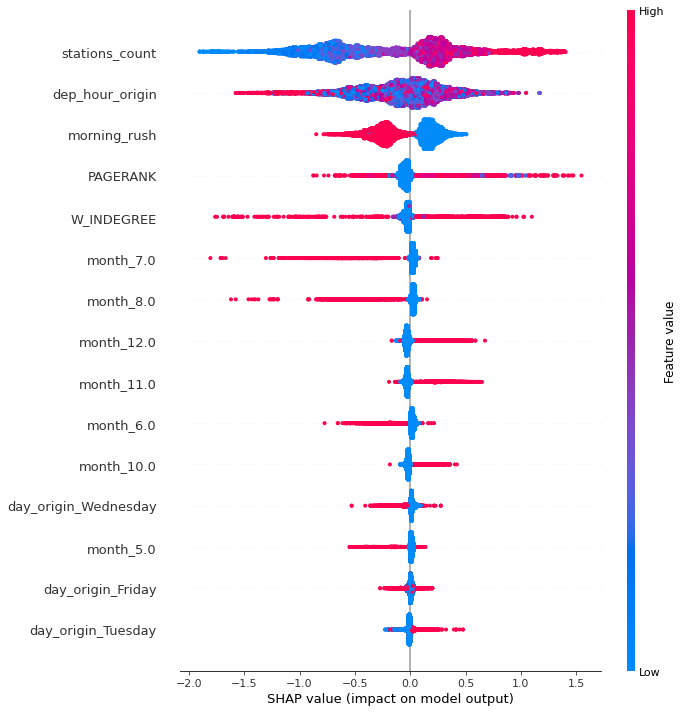 High
stations_count
dep_hour_origin
morning_rush
PAGERANK
W_INDEGREE
month_7.0
month_8.0
month_12.0
month_11.0
month_6.0
month_10.0
day_origin_Wednesday
month_5.0
day_origin_Friday
day_origin_Tuesday
Feature value
Low
−2.0 −1.5 −1.0 −0.5 0.0 0.5 1.0 1.5
SHAP value (impact on model output)